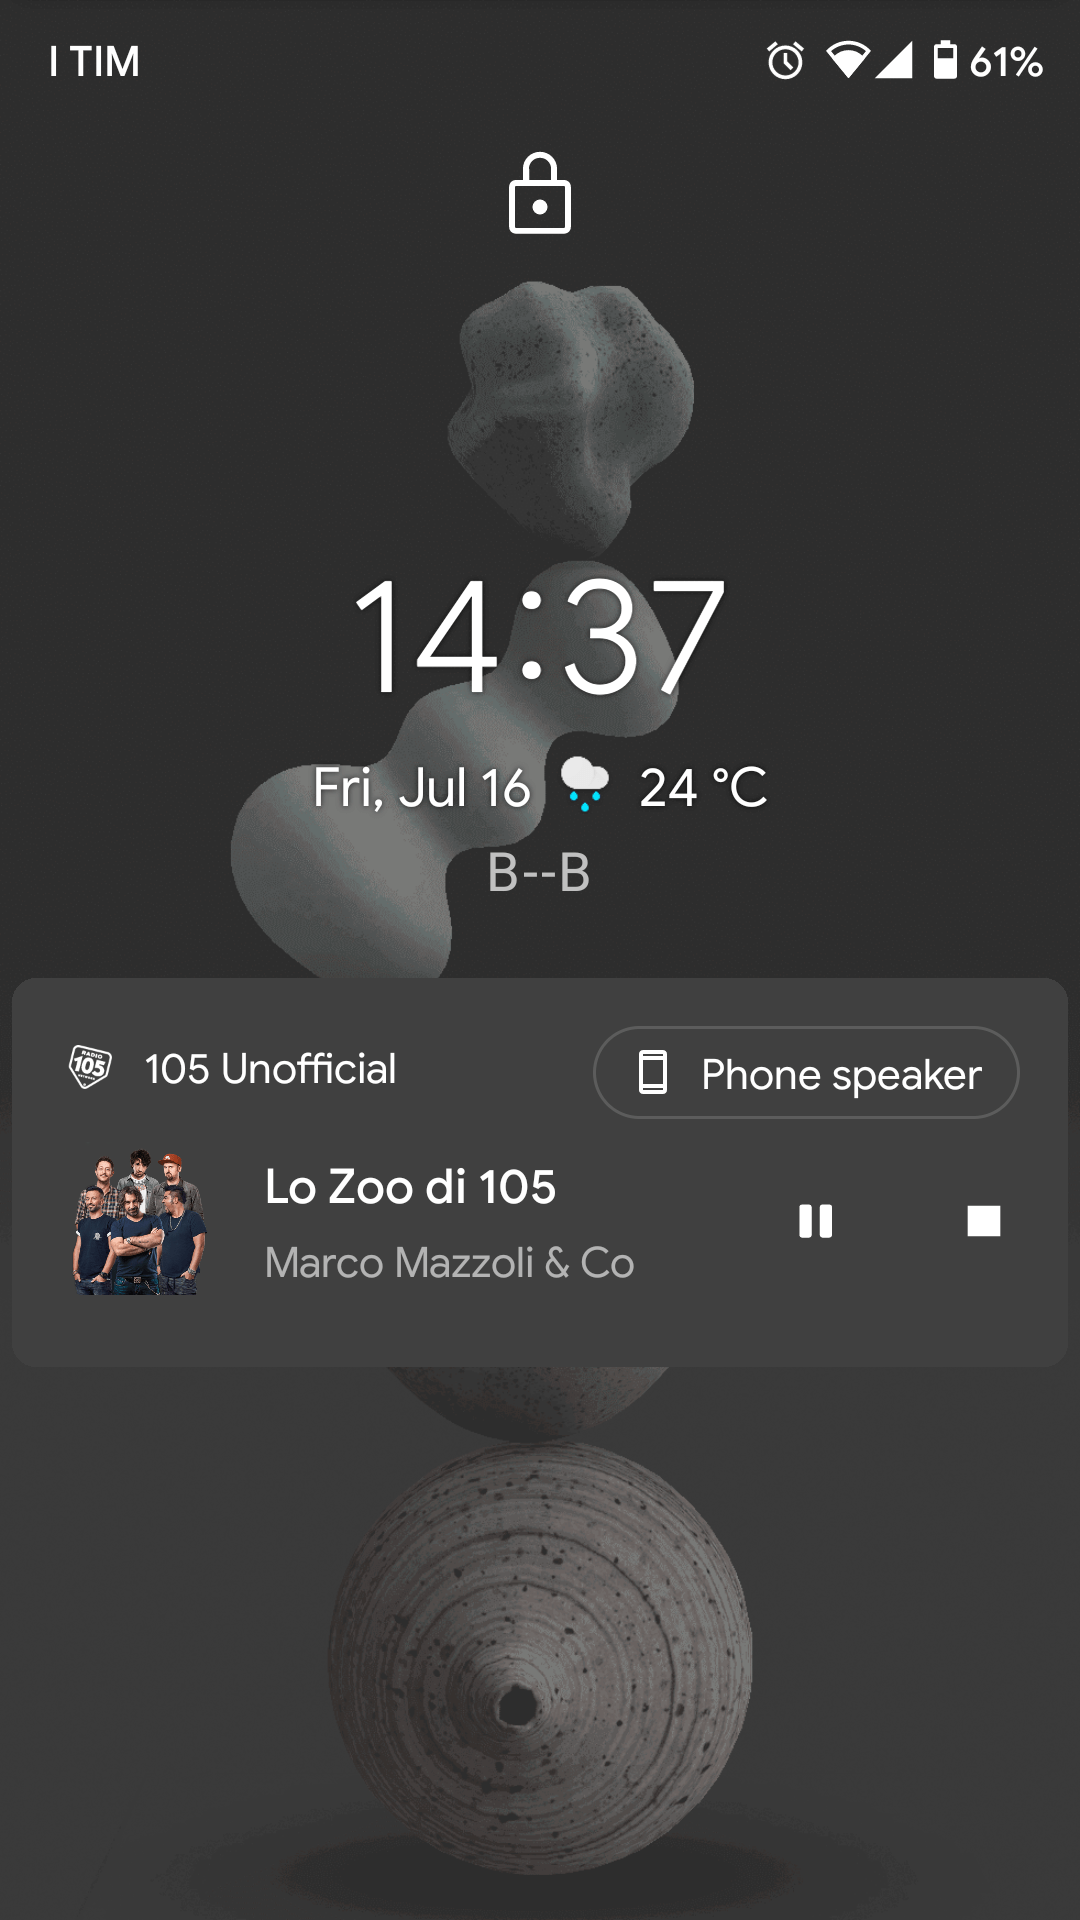 I TIM
61%
14:37
Fri, Jul 16 24 °C
B--B
RADIO
105
105 Unofficial
Phone speaker
Lo Zoo di 105
Marco Mazzoli & Co